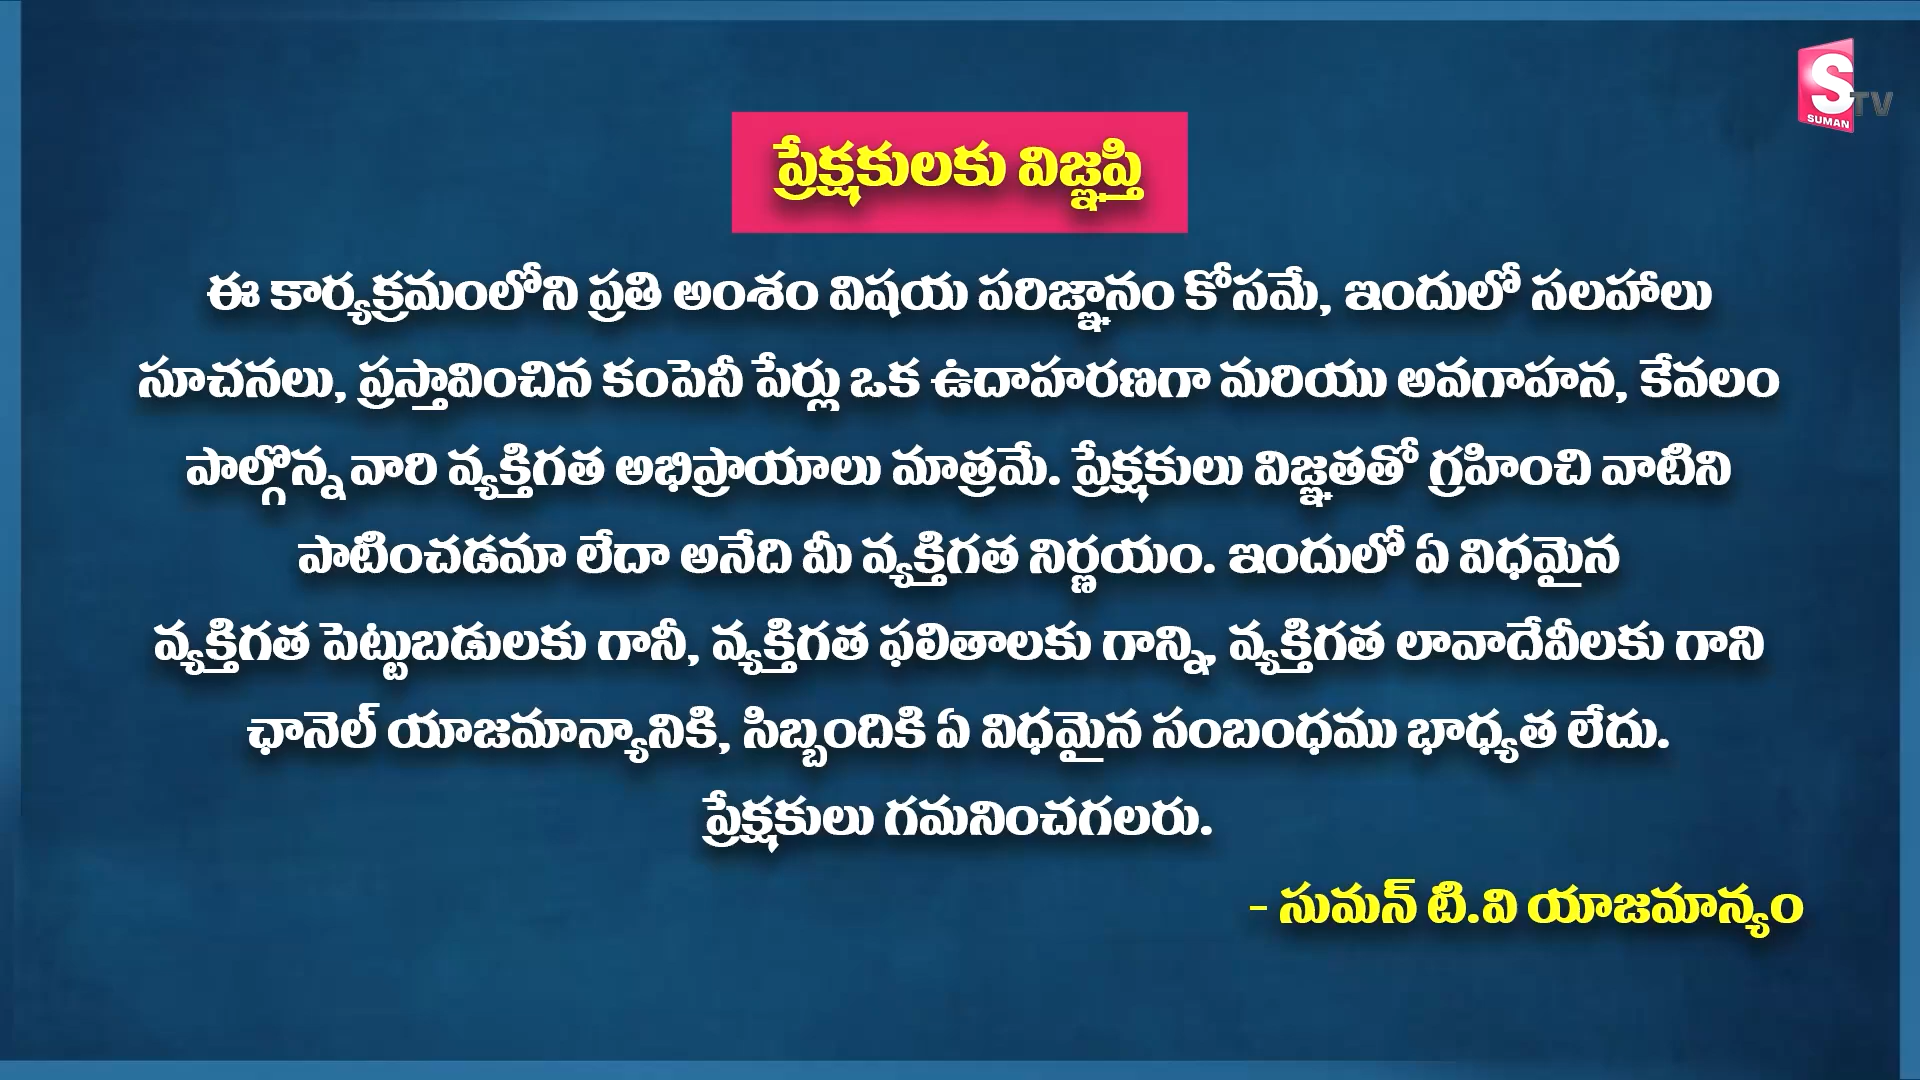 S
TV
SUMAN
ప్రేక్షకులకు విజ్ఞప్తి
ఈ కార్యక్రమంలోని ప్రతి అంశం విషయ పరిజ్ఞానం కోసమే, ఇందులో సలహాలు
సూచనలు, ప్రస్తావించిన కంపెనీ పేర్లు ఒక ఉదాహరణగా మరియు అవగాహన, కేవలం
పాల్గొన్న వారి వ్యక్తిగత అభిప్రాయాలు మాత్రమే. ప్రేక్షకులు విజ్ఞతతో గ్రహించి వాటిని
పాటించడమా లేదా అనేది మీ వ్యక్తిగత నిర్ణయం. ఇందులో ఏ విధమైన
వ్యక్తిగత పెట్టుబడులకు గానీ, వ్యక్తిగత ఫలితాలకు గాన్ని, వ్యక్తిగత లావాదేవీలకు గాని
ఛానెల్ యాజమాన్యానికి, సిబ్బందికి ఏ విధమైన సంబంధము భాధ్యత లేదు.
ప్రేక్షకులు గమనించగలరు.
- సుమన్ టి.వి యాజమాన్యం